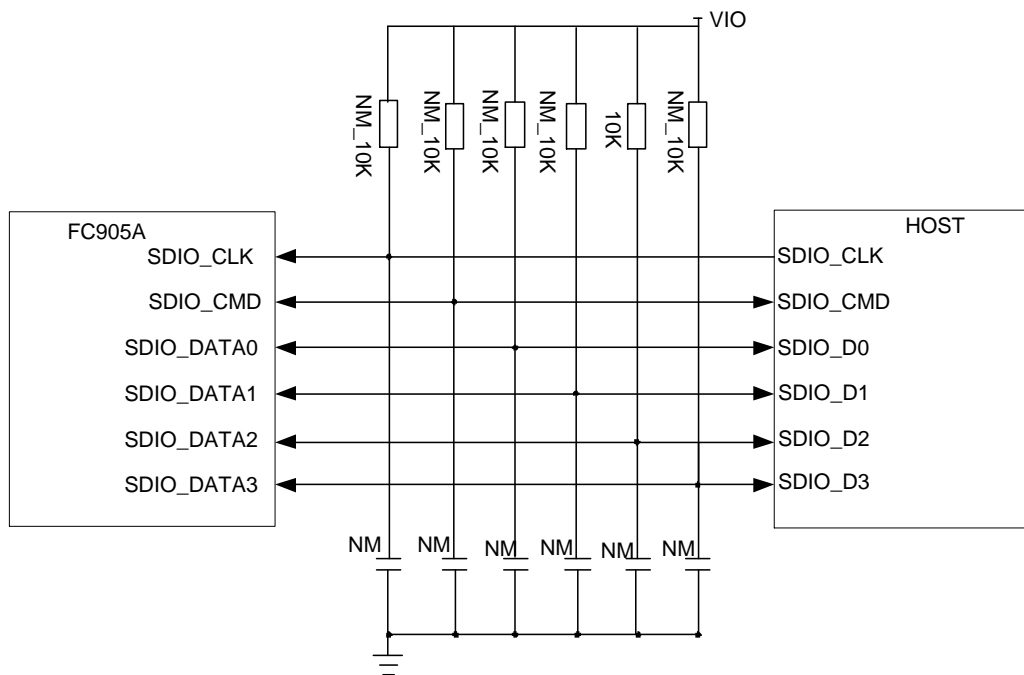 VIO
NM_10K
NM_10K
NM_10K
NM_10K
10K
NM_10K
FC905A
SDIO_CLK
SDIO_CMD
SDIO_DATA0
SDIO_DATA1
SDIO_DATA2
SDIO_DATA3
HOST
SDIO_CLK
SDIO_CMD
SDIO_D0
SDIO_D1
SDIO_D2
SDIO_D3
NM
NM
NM
NM
NM
NM